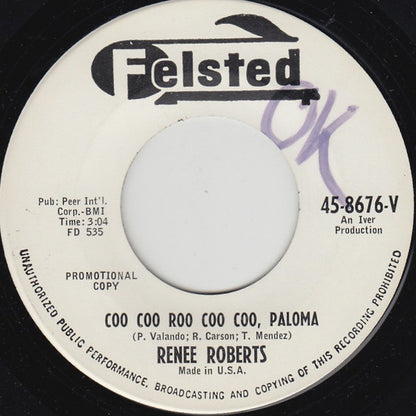 Felsted
OK
Pub: Peer Int'l.
Corp.-BMI
Time: 3:04
FD 535
45-8676-V
An Iver
Production
PROMOTIONAL
COPY
COO COO ROO COO COO, PALOMA
(P. Valando; R. Carson; T. Mendez)
RENEE ROBERTS
Made in U.S.A.
UNAUTHORIZED PUBLIC PERFORMANCE, BROADCASTING AND COPYING OF THIS RECORDING PROHIBITED